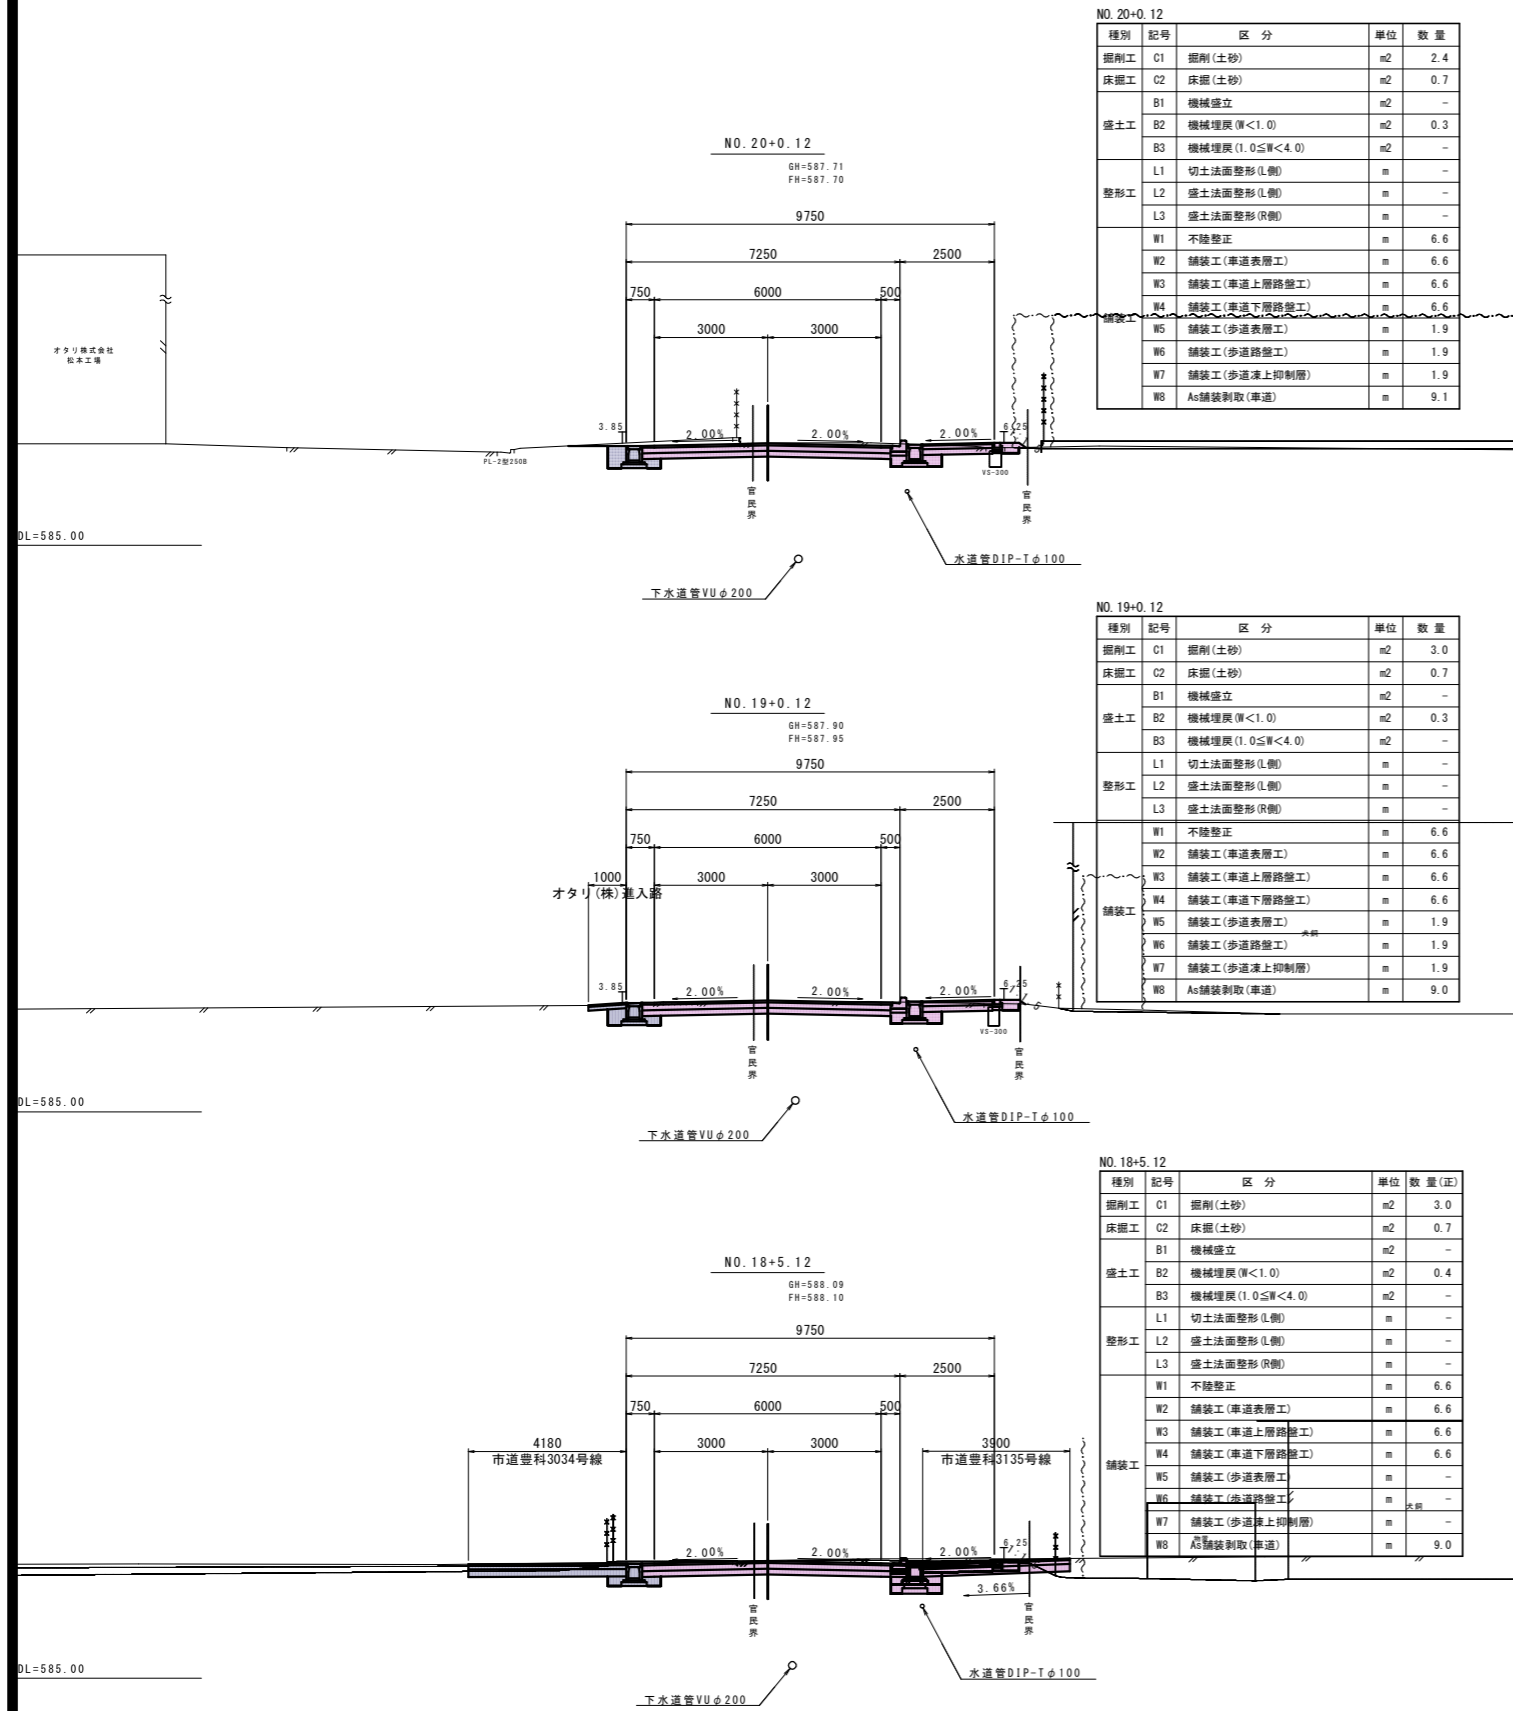 NO.20+0.12
種別 記号 区 分 単位 数 量
掘削工 C1 掘削(土砂) m2 2.4
床掘工 C2 床掘(土砂) m2 0.7
盛土工 B1 機械盛立 m2 -
B2 機械埋戻(W<1.0) m2 0.3
B3 機械埋戻(1.0≦W<4.0) m2 -
整形工 L1 切土法面整形(L側) m -
L2 盛土法面整形(L側) m -
L3 盛土法面整形(R側) m -
舗装工 W1 不陸整正 m 6.6
W2 舗装工(車道表層工) m 6.6
W3 舗装工(車道上層路盤工) m 6.6
W4 舗装工(車道下層路盤工) m 6.6
W5 舗装工(歩道表層工) m 1.9
W6 舗装工(歩道路盤工) m 1.9
W7 舗装工(歩道凍上抑制層) m 1.9
W8 As舗装剥取(車道) m 9.1
NO.20+0.12
GH=587.71
FH=587.70
9750
7250 2500
750 6000 500
3000 3000
オタリ株式会社
松本工場
3.85 2.00% 2.00% 2.00% 6.25
PL-2型250B
VS-300
官民界
官民界
DL=585.00
水道管DIP-Tφ100
下水道管VUφ200
NO.19+0.12
種別 記号 区 分 単位 数 量
掘削工 C1 掘削(土砂) m2 3.0
床掘工 C2 床掘(土砂) m2 0.7
盛土工 B1 機械盛立 m2 -
B2 機械埋戻(W<1.0) m2 0.3
B3 機械埋戻(1.0≦W<4.0) m2 -
整形工 L1 切土法面整形(L側) m -
L2 盛土法面整形(L側) m -
L3 盛土法面整形(R側) m -
舗装工 W1 不陸整正 m 6.6
W2 舗装工(車道表層工) m 6.6
W3 舗装工(車道上層路盤工) m 6.6
W4 舗装工(車道下層路盤工) m 6.6
W5 舗装工(歩道表層工) m 1.9
W6 舗装工(歩道路盤工) m 1.9
W7 舗装工(歩道凍上抑制層) m 1.9
W8 As舗装剥取(車道) m 9.0
NO.19+0.12
GH=587.90
FH=587.95
9750
7250 2500
750 6000 500
1000 3000 3000
オタリ(株)進入路
3.85 2.00% 2.00% 2.00% 6.25
VS-300
官民界
官民界
DL=585.00
水道管DIP-Tφ100
下水道管VUφ200
NO.18+5.12
種別 記号 区 分 単位 数 量(正)
掘削工 C1 掘削(土砂) m2 3.0
床掘工 C2 床掘(土砂) m2 0.7
盛土工 B1 機械盛立 m2 -
B2 機械埋戻(W<1.0) m2 0.4
B3 機械埋戻(1.0≦W<4.0) m2 -
整形工 L1 切土法面整形(L側) m -
L2 盛土法面整形(L側) m -
L3 盛土法面整形(R側) m -
舗装工 W1 不陸整正 m 6.6
W2 舗装工(車道表層工) m 6.6
W3 舗装工(車道上層路盤工) m 6.6
W4 舗装工(車道下層路盤工) m 6.6
W5 舗装工(歩道表層工) m -
W6 舗装工(歩道路盤工) m -
W7 舗装工(歩道凍上抑制層) m -
W8 As舗装剥取(車道) m 9.0
NO.18+5.12
GH=588.09
FH=588.10
9750
7250 2500
750 6000 500
4180 3000 3000 3900
市道豊科3034号線 市道豊科3135号線
2.00% 2.00% 2.00% 6.25
3.66%
官民界
官民界
DL=585.00
水道管DIP-Tφ100
下水道管VUφ200